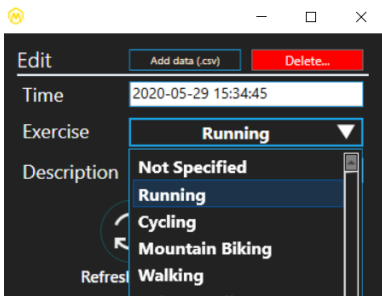 Edit
Add data (.csv)
Delete...
Time
2020-05-29 15:34:45
Exercise
Running
Description
Not Specified
Running
Cycling
Mountain Biking
Walking